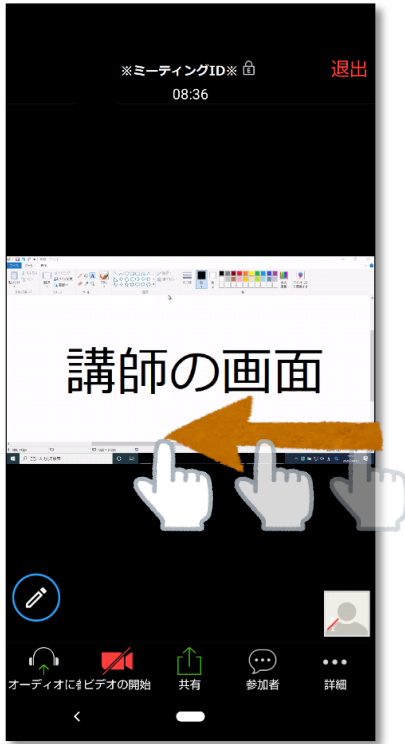 ※ミーティングID※
退出
08:36
講師の画面
オーディオに
ビデオの開始
共有
参加者
詳細